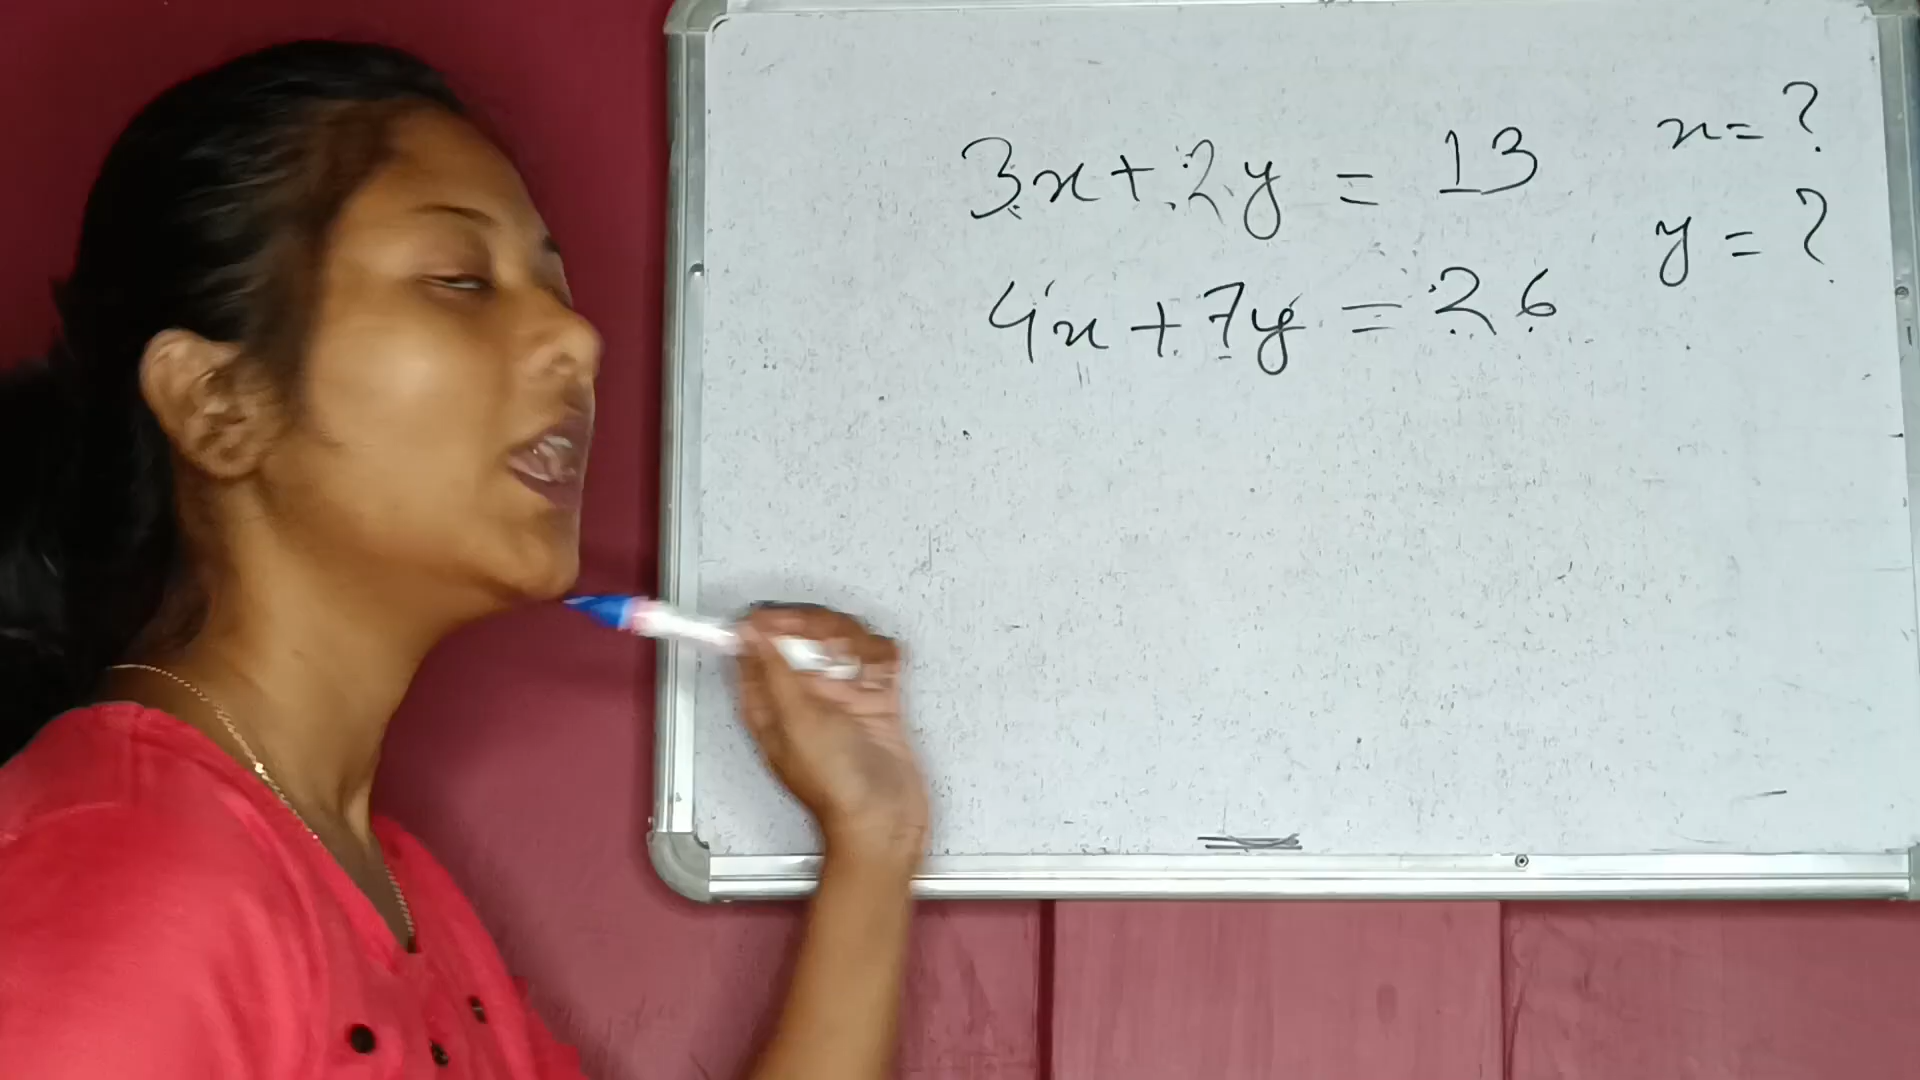 3x + 2y = 13
4x + 7y = 26
x = ?
y = ?